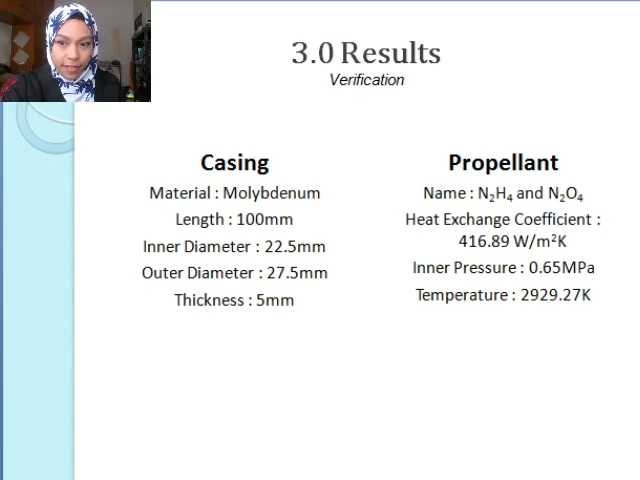 3.0 Results
Verification
Casing
Material : Molybdenum
Length : 100mm
Inner Diameter : 22.5mm
Outer Diameter : 27.5mm
Thickness : 5mm
Propellant
Name : N₂H₄ and N₂O₄
Heat Exchange Coefficient :
416.89 W/m²K
Inner Pressure : 0.65MPa
Temperature : 2929.27K